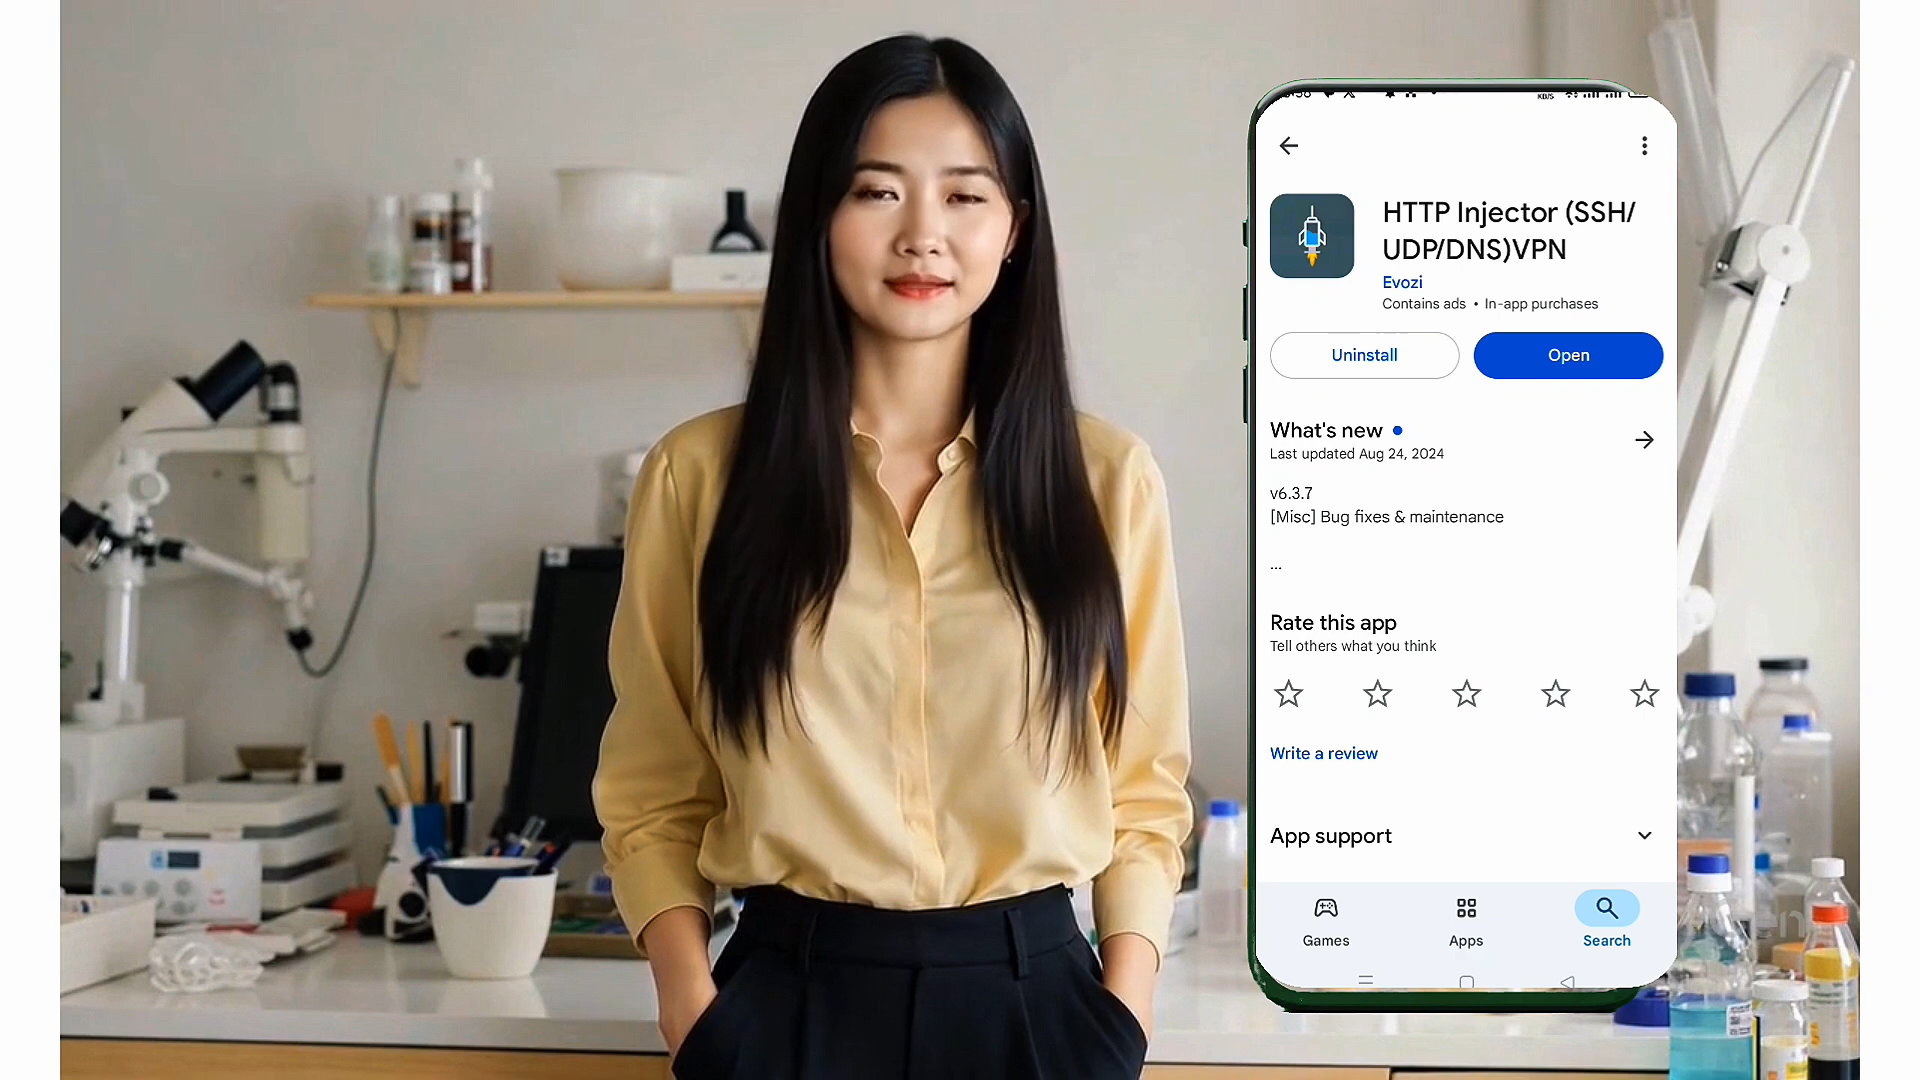 KB/S
HTTP Injector (SSH/
UDP/DNS)VPN
Evozi
Contains ads • In-app purchases
Uninstall
Open
What's new
Last updated Aug 24, 2024
v6.3.7
[Misc] Bug fixes & maintenance
...
Rate this app
Tell others what you think
Write a review
App support
Games
Apps
Search